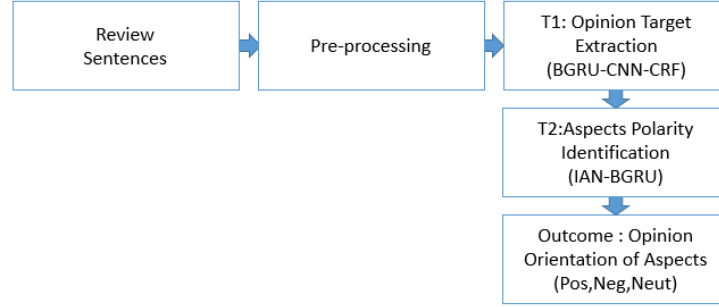 Review
Sentences
Pre-processing
T1: Opinion Target
Extraction
(BGRU-CNN-CRF)
T2:Aspects Polarity
Identification
(IAN-BGRU)
Outcome : Opinion
Orientation of Aspects
(Pos,Neg,Neut)